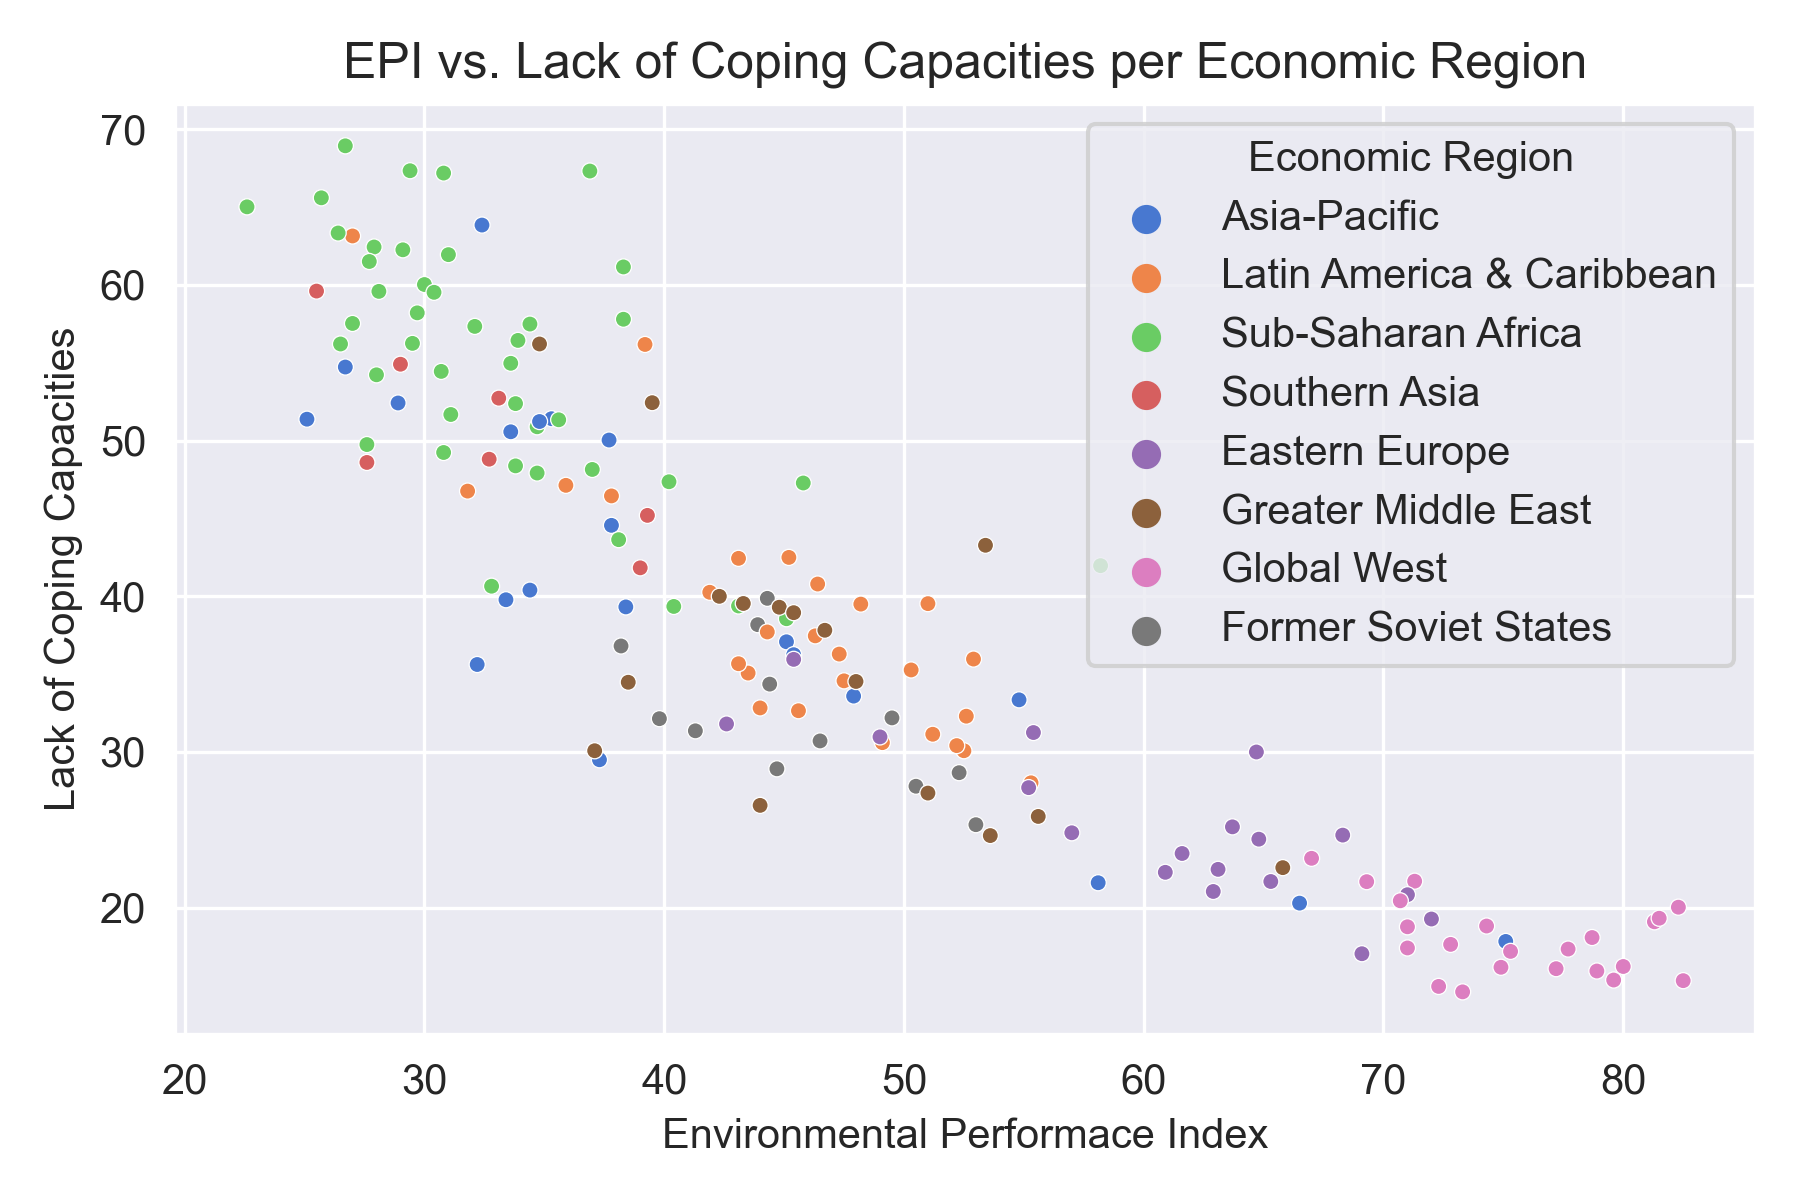 EPI vs. Lack of Coping Capacities per Economic Region
Economic Region
Asia-Pacific
Latin America & Caribbean
Sub-Saharan Africa
Southern Asia
Eastern Europe
Greater Middle East
Global West
Former Soviet States
Lack of Coping Capacities
70
60
50
40
30
20
20 30 40 50 60 70 80
Environmental Performace Index